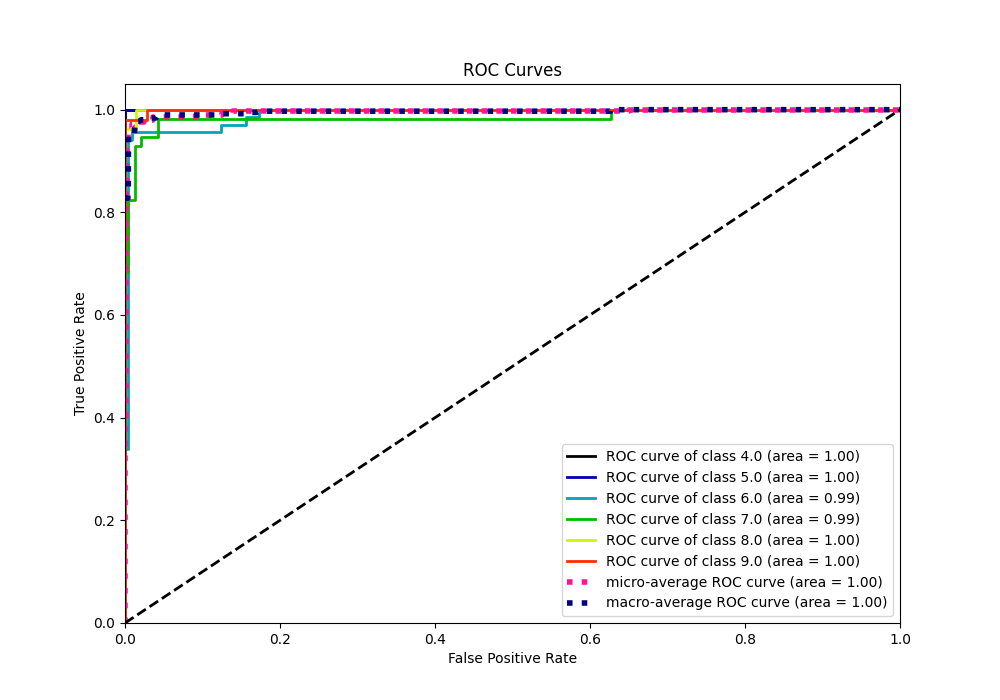 ROC Curves
1.0
0.8
0.6
0.4
0.2
0.0
True Positive Rate
0.0 0.2 0.4 0.6 0.8 1.0
False Positive Rate
ROC curve of class 4.0 (area = 1.00)
ROC curve of class 5.0 (area = 1.00)
ROC curve of class 6.0 (area = 0.99)
ROC curve of class 7.0 (area = 0.99)
ROC curve of class 8.0 (area = 1.00)
ROC curve of class 9.0 (area = 1.00)
micro-average ROC curve (area = 1.00)
macro-average ROC curve (area = 1.00)